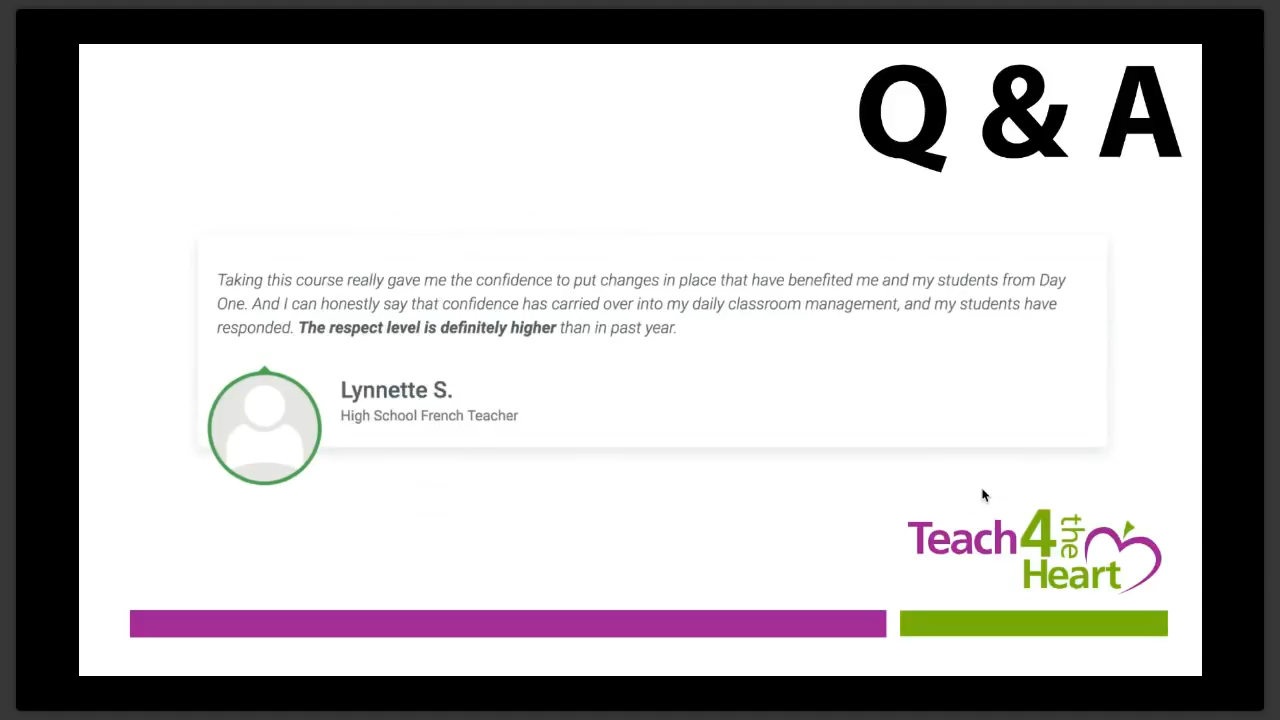 Q & A
Taking this course really gave me the confidence to put changes in place that have benefited me and my students from Day
One. And I can honestly say that confidence has carried over into my daily classroom management, and my students have
responded. The respect level is definitely higher than in past year.
Lynnette S.
High School French Teacher
Teach4the
Heart